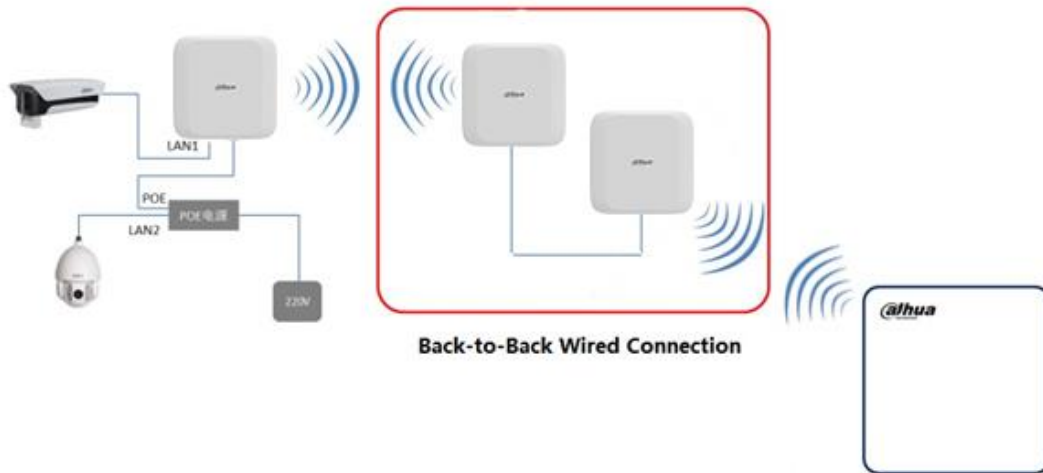 alhua
LAN1
POE
POE电源
LAN2
220V
alhua
alhua
Back-to-Back Wired Connection
alhua